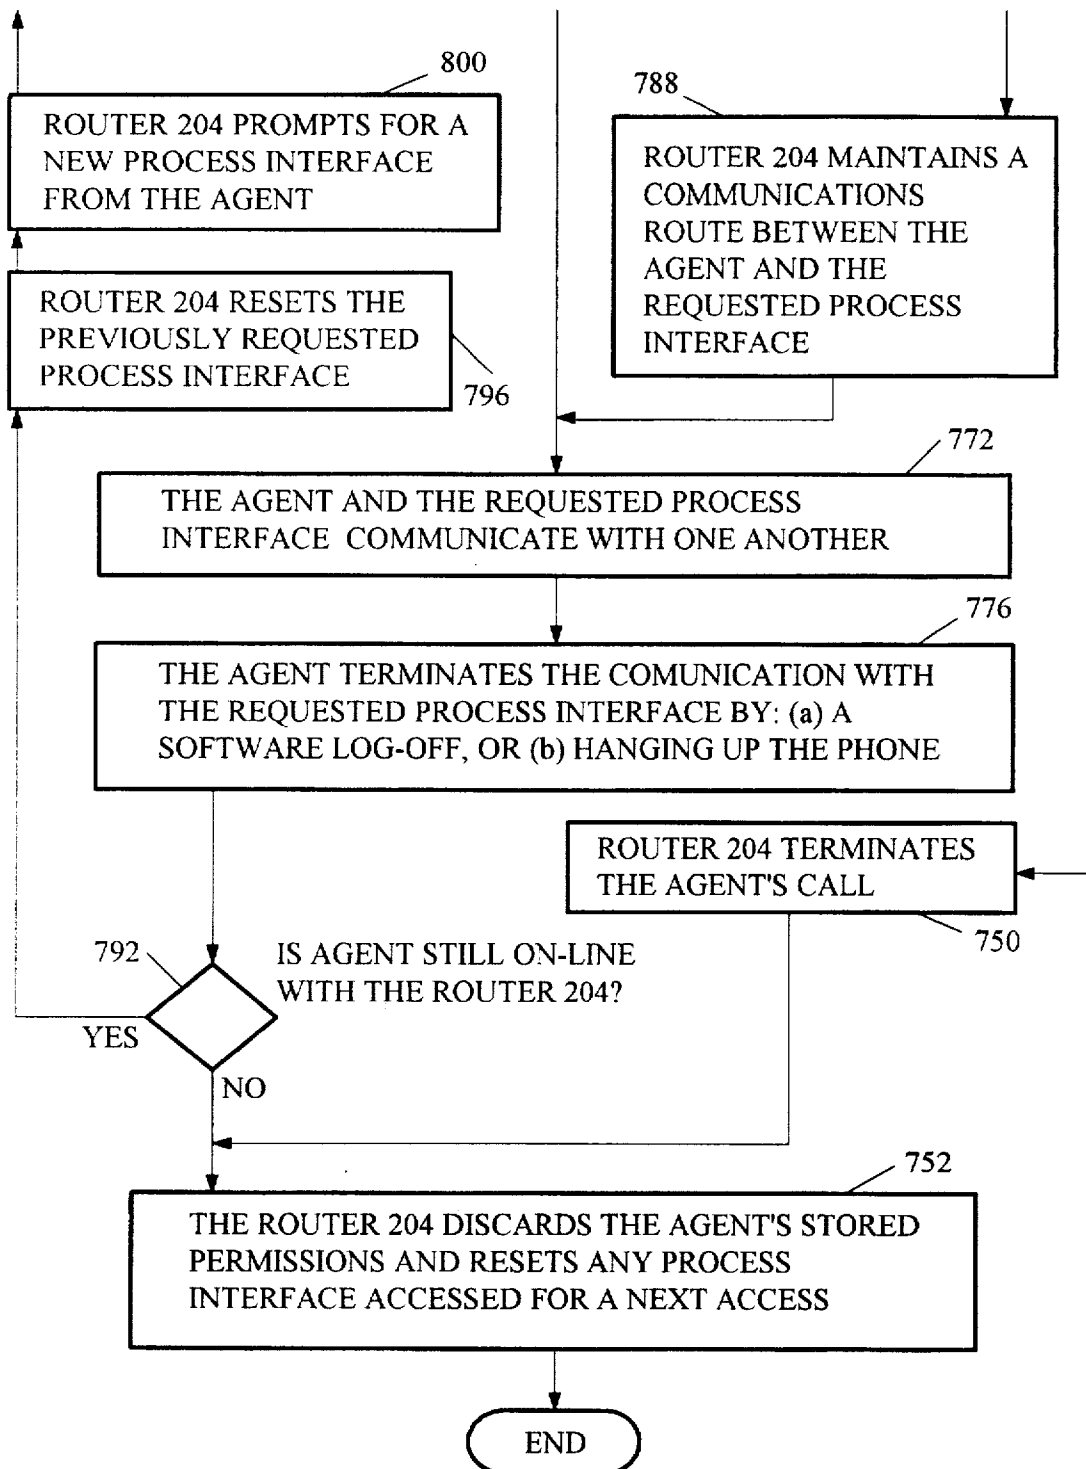 800
ROUTER 204 PROMPTS FOR A
NEW PROCESS INTERFACE
FROM THE AGENT
788
ROUTER 204 MAINTAINS A
COMMUNICATIONS
ROUTE BETWEEN THE
AGENT AND THE
REQUESTED PROCESS
INTERFACE
ROUTER 204 RESETS THE
PREVIOUSLY REQUESTED
PROCESS INTERFACE
796
772
THE AGENT AND THE REQUESTED PROCESS
INTERFACE COMMUNICATE WITH ONE ANOTHER
776
THE AGENT TERMINATES THE COMUNICATION WITH
THE REQUESTED PROCESS INTERFACE BY: (a) A
SOFTWARE LOG-OFF, OR (b) HANGING UP THE PHONE
ROUTER 204 TERMINATES
THE AGENT'S CALL
750
792
IS AGENT STILL ON-LINE
WITH THE ROUTER 204?
YES
NO
752
THE ROUTER 204 DISCARDS THE AGENT'S STORED
PERMISSIONS AND RESETS ANY PROCESS
INTERFACE ACCESSED FOR A NEXT ACCESS
END